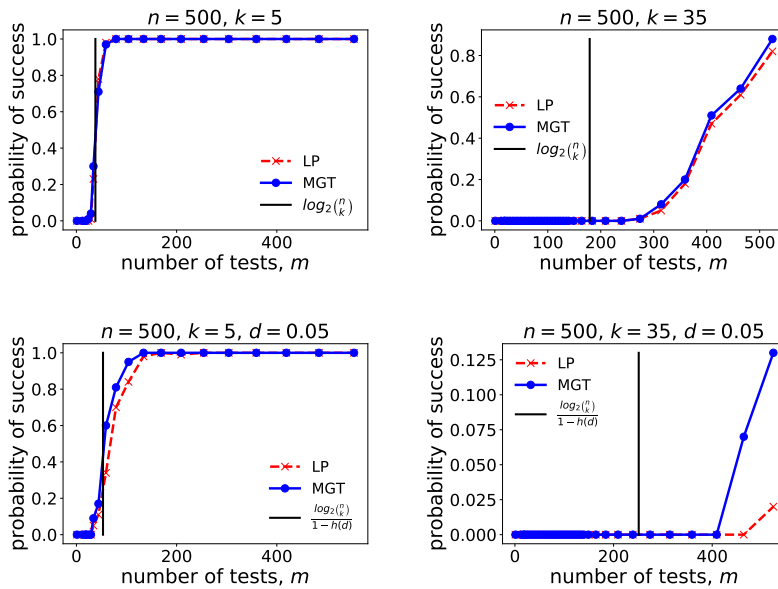 n = 500, k = 5
probability of success
1.0
0.8
0.6
0.4
0.2
0.0
LP
MGT
log₂(n k)
0 200 400
number of tests, m
n = 500, k = 35
probability of success
0.8
0.6
0.4
0.2
0.0
LP
MGT
log₂(n k)
0 100 200 300 400 500
number of tests, m
n = 500, k = 5, d = 0.05
probability of success
1.0
0.8
0.6
0.4
0.2
0.0
LP
MGT
log₂(n k)
1 − h(d)
0 200 400
number of tests, m
n = 500, k = 35, d = 0.05
probability of success
0.125
0.100
0.075
0.050
0.025
0.000
LP
MGT
log₂(n k)
1 − h(d)
0 200 400
number of tests, m